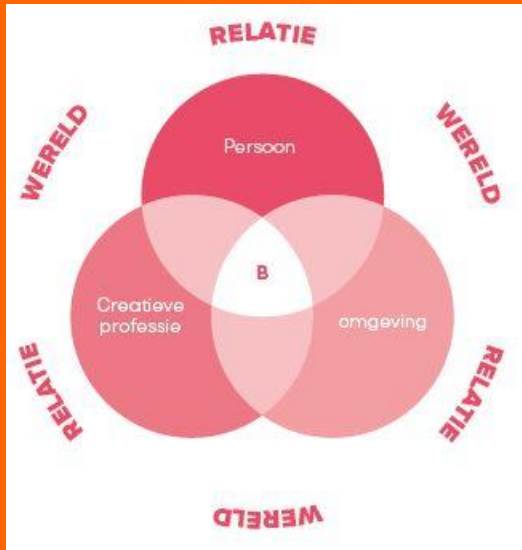 RELATIE
WERELD
WERELD
Persoon
B
Creatieve
professie
omgeving
RELATIE
RELATIE
WERELD